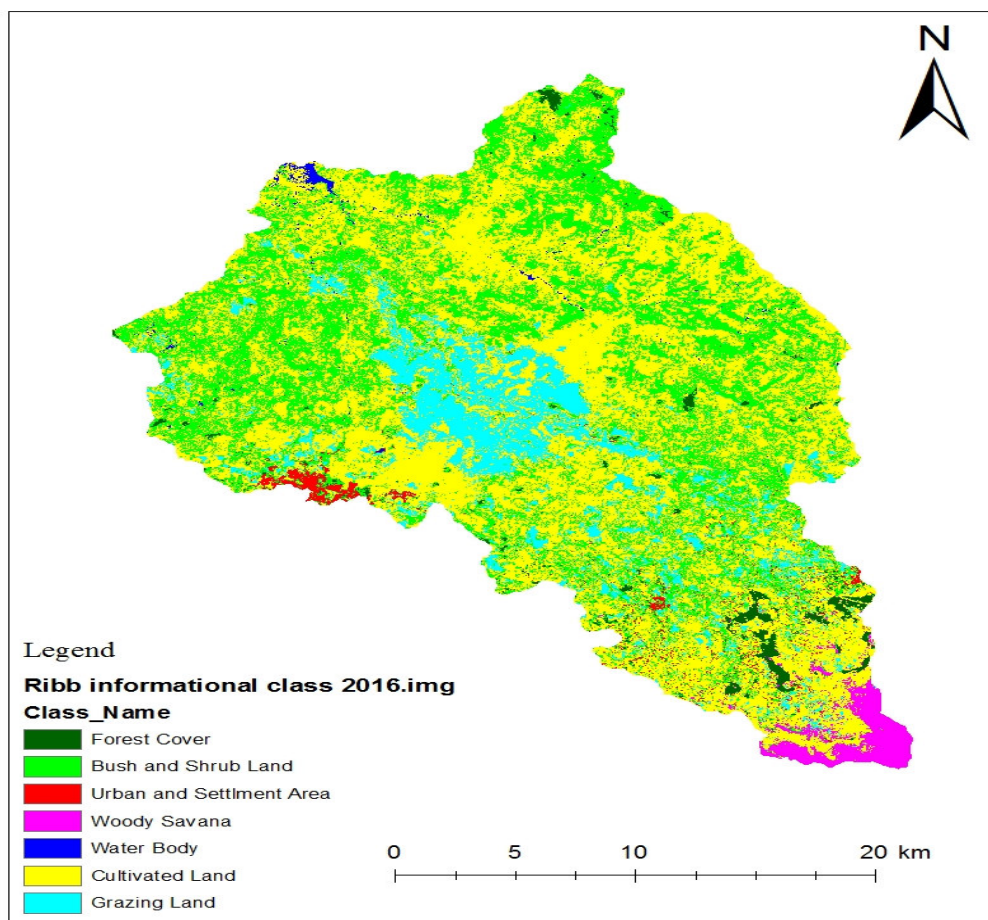 N
Legend
Ribb informational class 2016.img
Class_Name
Forest Cover
Bush and Shrub Land
Urban and Settlment Area
Woody Savana
Water Body
Cultivated Land
Grazing Land
0 5 10 20 km